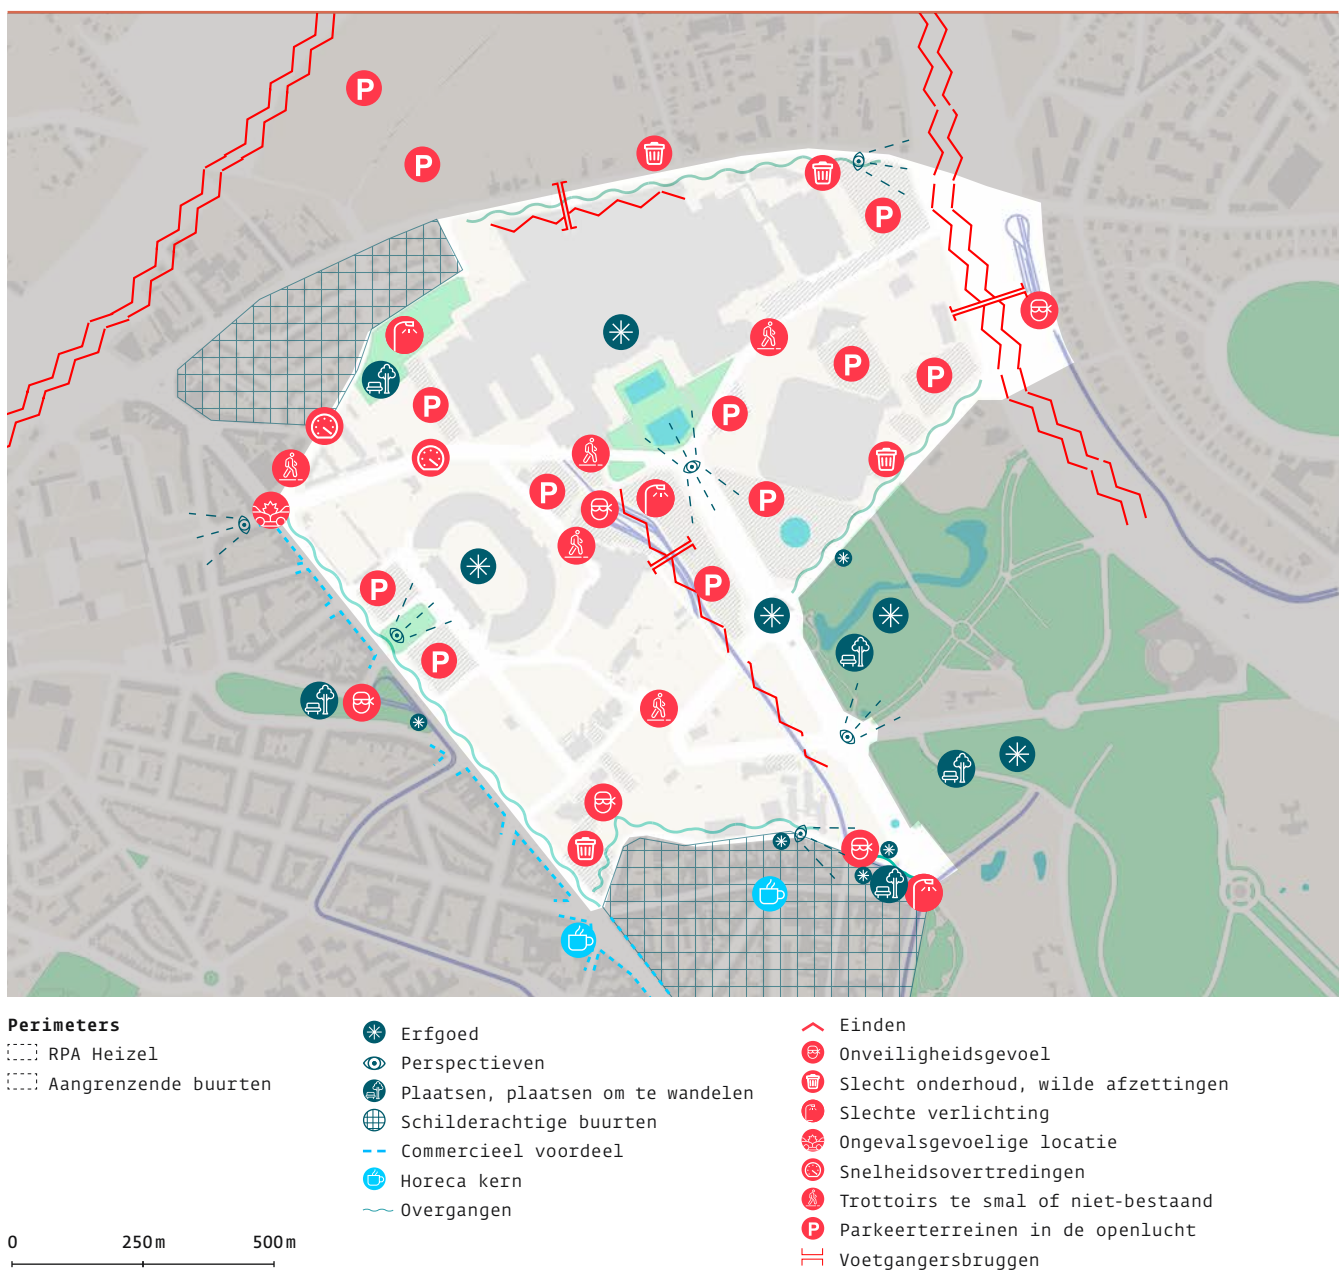 Perimeters
RPA Heizel
Aangrenzende buurten
0 250m 500m
Erfgoed
Perspectieven
Plaatsen, plaatsen om te wandelen
Schilderachtige buurten
Commercieel voordeel
Horeca kern
Overgangen
Einden
Onveiligheidsgevoel
Slecht onderhoud, wilde afzettingen
Slechte verlichting
Ongevalsgevoelige locatie
Snelheidsovertredingen
Trottoirs te smal of niet-bestaand
P Parkeerterreinen in de openlucht
Voetgangersbruggen
P
P
P
P
P
P
P
P
P
P
P
P